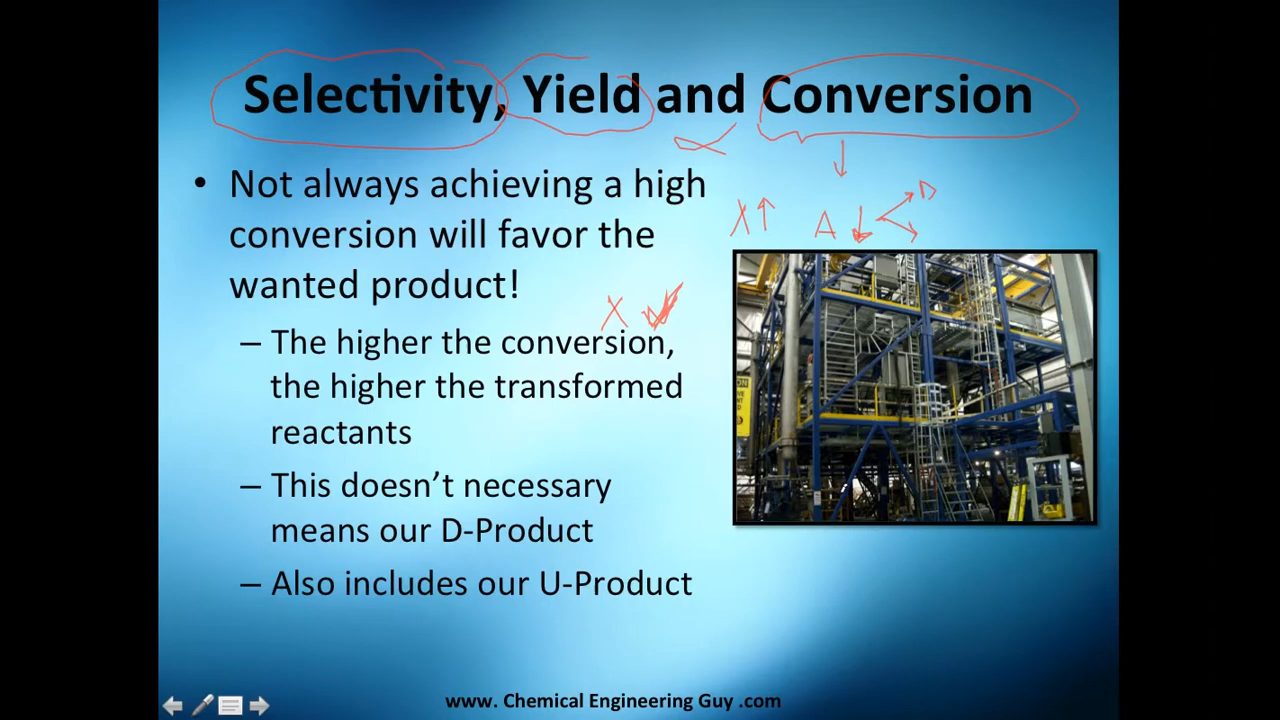 Selectivity, Yield and Conversion
• Not always achieving a high
conversion will favor the
wanted product!
– The higher the conversion,
the higher the transformed
reactants
– This doesn't necessary
means our D-Product
– Also includes our U-Product
X↑
A ↓
D
X
www. Chemical Engineering Guy .com